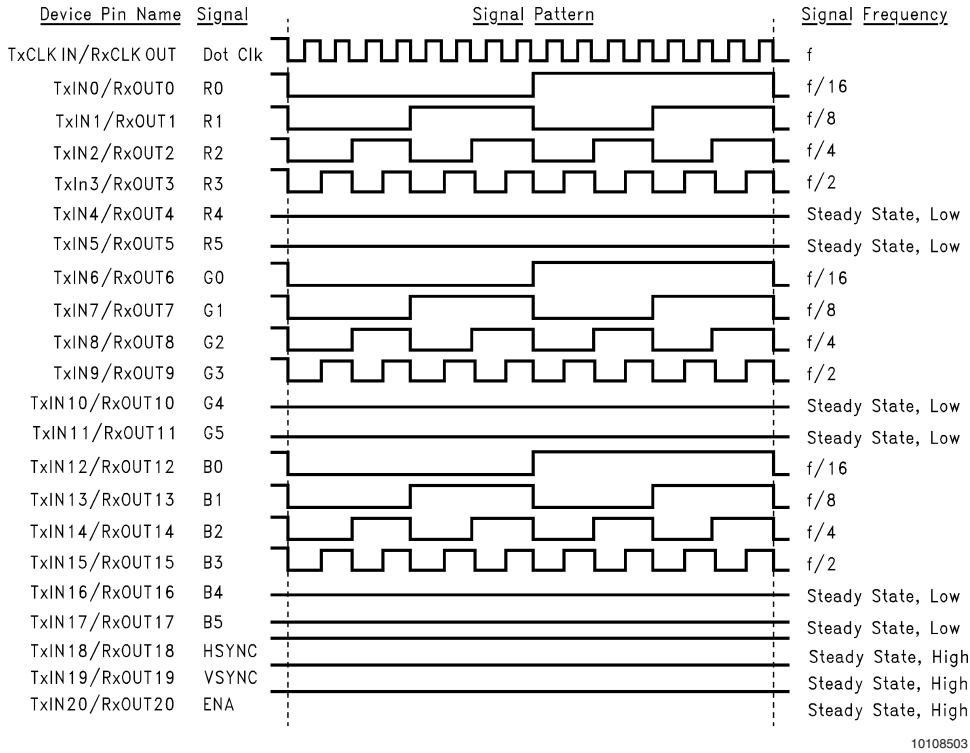 Device Pin Name Signal Signal Pattern Signal Frequency
TxCLK IN/RxCLK OUT Dot Clk f
TxIN0/RxOUT0 R0 f/16
TxIN1/RxOUT1 R1 f/8
TxIN2/RxOUT2 R2 f/4
TxIn3/RxOUT3 R3 f/2
TxIN4/RxOUT4 R4 Steady State, Low
TxIN5/RxOUT5 R5 Steady State, Low
TxIN6/RxOUT6 G0 f/16
TxIN7/RxOUT7 G1 f/8
TxIN8/RxOUT8 G2 f/4
TxIN9/RxOUT9 G3 f/2
TxIN10/RxOUT10 G4 Steady State, Low
TxIN11/RxOUT11 G5 Steady State, Low
TxIN12/RxOUT12 B0 f/16
TxIN13/RxOUT13 B1 f/8
TxIN14/RxOUT14 B2 f/4
TxIN15/RxOUT15 B3 f/2
TxIN16/RxOUT16 B4 Steady State, Low
TxIN17/RxOUT17 B5 Steady State, Low
TxIN18/RxOUT18 HSYNC Steady State, High
TxIN19/RxOUT19 VSYNC Steady State, High
TxIN20/RxOUT20 ENA Steady State, High
10108503